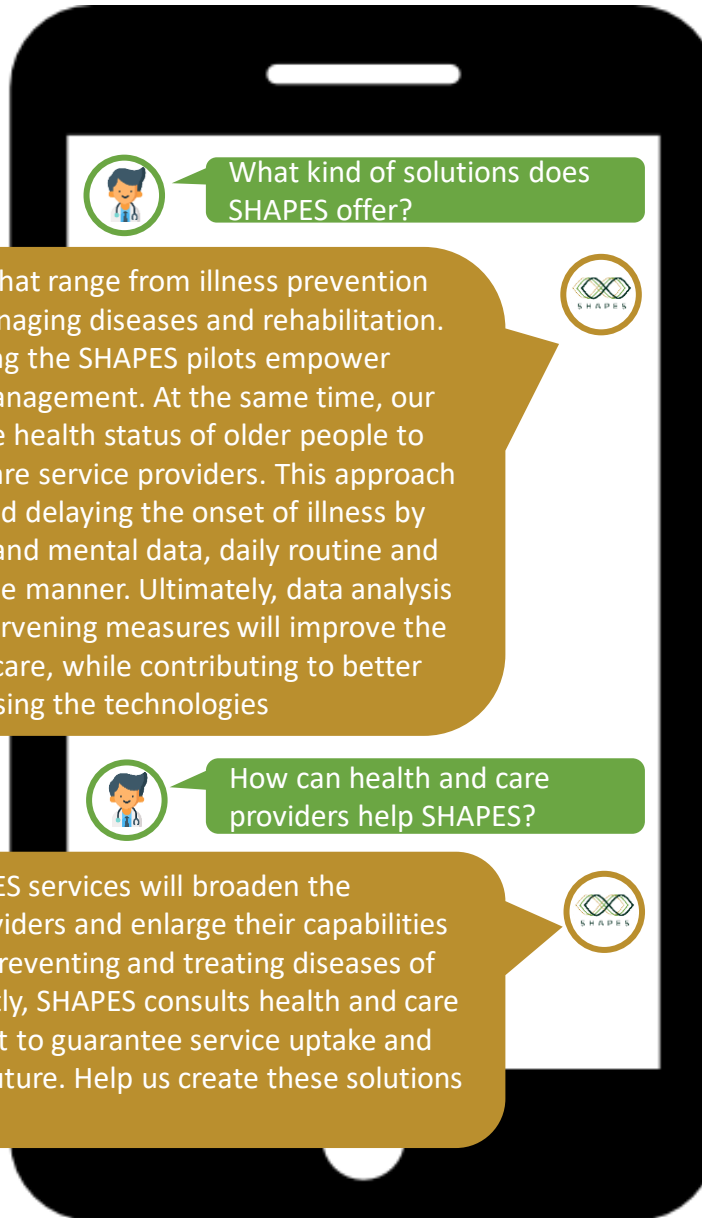 What kind of solutions does
SHAPES offer?
SHAPES
hat range from illness prevention
naging diseases and rehabilitation.
ng the SHAPES pilots empower
anagement. At the same time, our
e health status of older people to
are service providers. This approach
d delaying the onset of illness by
and mental data, daily routine and
e manner. Ultimately, data analysis
ervening measures will improve the
care, while contributing to better
sing the technologies
How can health and care
providers help SHAPES?
SHAPES
ES services will broaden the
viders and enlarge their capabilities
reventing and treating diseases of
tly, SHAPES consults health and care
t to guarantee service uptake and
uture. Help us create these solutions